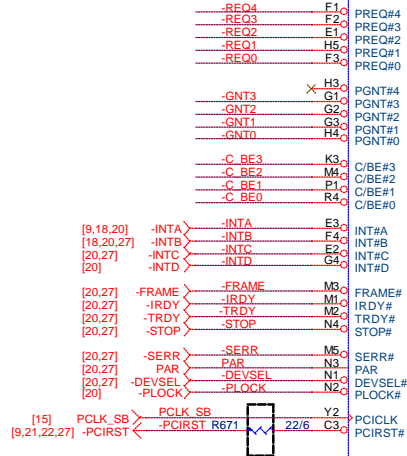 -REQ4 F1 PREQ#4
-REQ3 F2 PREQ#3
-REQ2 E1 PREQ#2
-REQ1 H5 PREQ#1
-REQ0 F3 PREQ#0
H3 PGNT#4
-GNT3 G1 PGNT#3
-GNT2 G2 PGNT#2
-GNT1 G3 PGNT#1
-GNT0 H4 PGNT#0
-C_BE3 K3 C/BE#3
-C_BE2 M4 C/BE#2
-C_BE1 P1 C/BE#1
-C_BE0 R4 C/BE#0
[9,18,20] -INTA -INTA E3 INT#A
[18,20,27] -INTB -INTB F4 INT#B
[20,27] -INTC -INTC E2 INT#C
[20] -INTD -INTD G4 INT#D
[20,27] -FRAME -FRAME M3 FRAME#
[20,27] -IRDY -IRDY M1 IRDY#
[20,27] -TRDY -TRDY M2 TRDY#
[20,27] -STOP -STOP N4 STOP#
[20,27] -SERR -SERR M5 SERR#
[20,27] PAR PAR N3 PAR
[20,27] -DEVSEL -DEVSEL N1 DEVSEL#
[20] -PLOCK -PLOCK N2 PLOCK#
[15] PCLK_SB PCLK_SB Y2 PCICLK
[9,21,22,27] -PCIRST -PCIRST R671 22/6 C3 PCIRST#